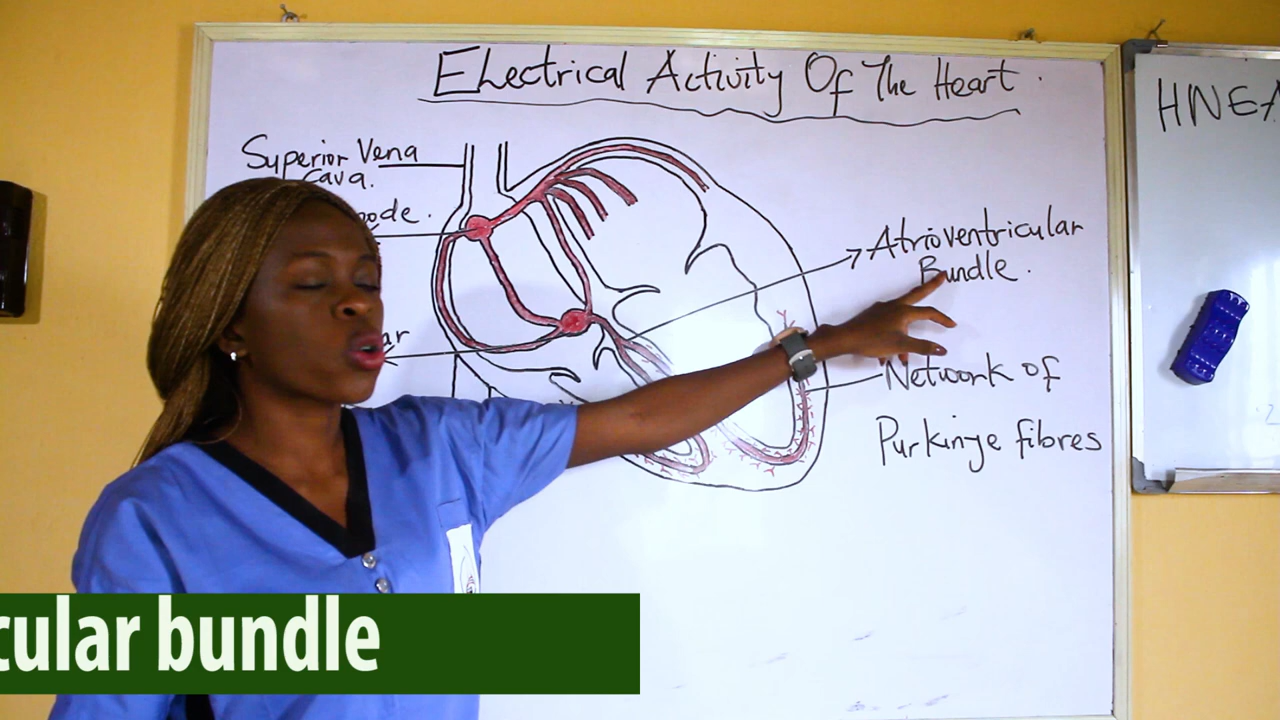 Electrical Activity Of The Heart
Superior Vena
Cava.
node.
ar
Atrioventricular
Bundle.
Network of
Purkinje fibres
HNEA
cular bundle